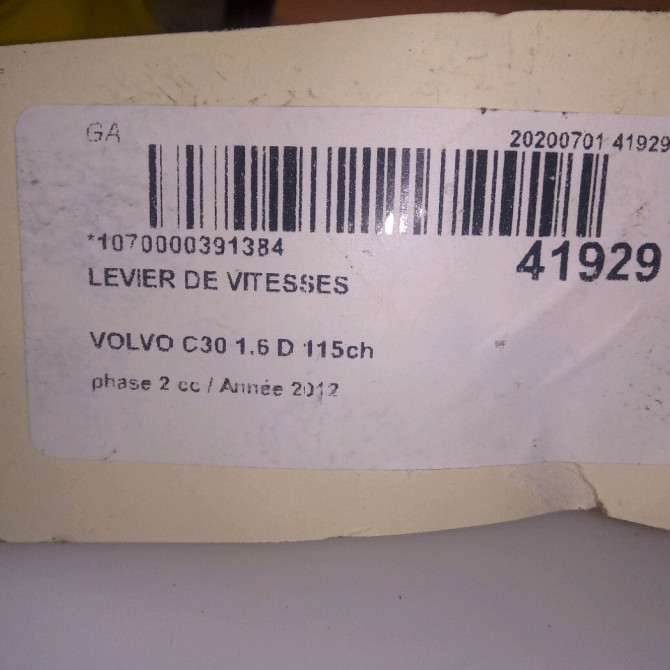 GA
20200701 41929
*1070000391384
41929
LEVIER DE VITESSES
VOLVO C30 1.6 D 115ch
phase 2 cc / Année 2012